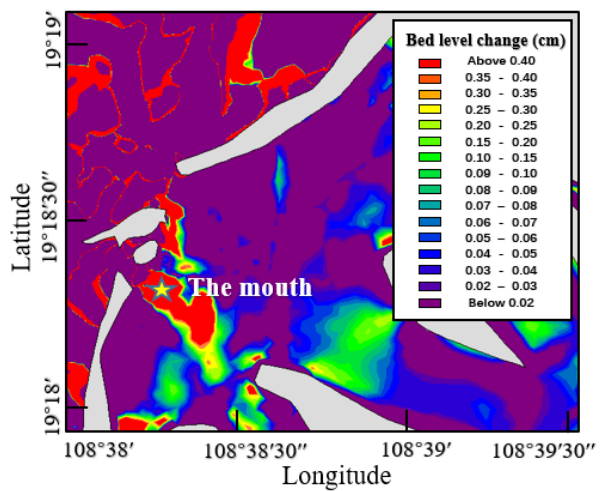 19°19′
19°18′30″
19°18′
Latitude
Bed level change (cm)
Above 0.40
0.35 - 0.40
0.30 - 0.35
0.25 – 0.30
0.20 - 0.25
0.15 - 0.20
0.10 - 0.15
0.09 - 0.10
0.08 - 0.09
0.07 - 0.08
0.06 - 0.07
0.05 – 0.06
0.04 - 0.05
0.03 - 0.04
0.02 – 0.03
Below 0.02
The mouth
108°38′
108°38′30″
108°39′
108°39′30″
Longitude